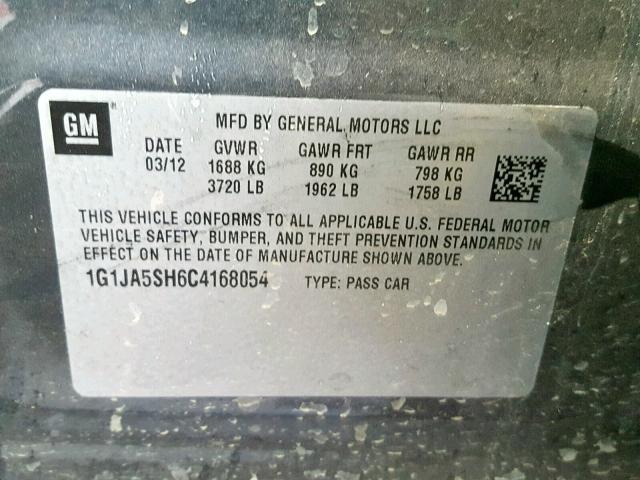 GM
MFD BY GENERAL MOTORS LLC
DATE GVWR GAWR FRT GAWR RR
03/12 1688 KG 890 KG 798 KG
3720 LB 1962 LB 1758 LB
THIS VEHICLE CONFORMS TO ALL APPLICABLE U.S. FEDERAL MOTOR
VEHICLE SAFETY, BUMPER, AND THEFT PREVENTION STANDARDS IN
EFFECT ON THE DATE OF MANUFACTURE SHOWN ABOVE.
1G1JA5SH6C4168054 TYPE: PASS CAR